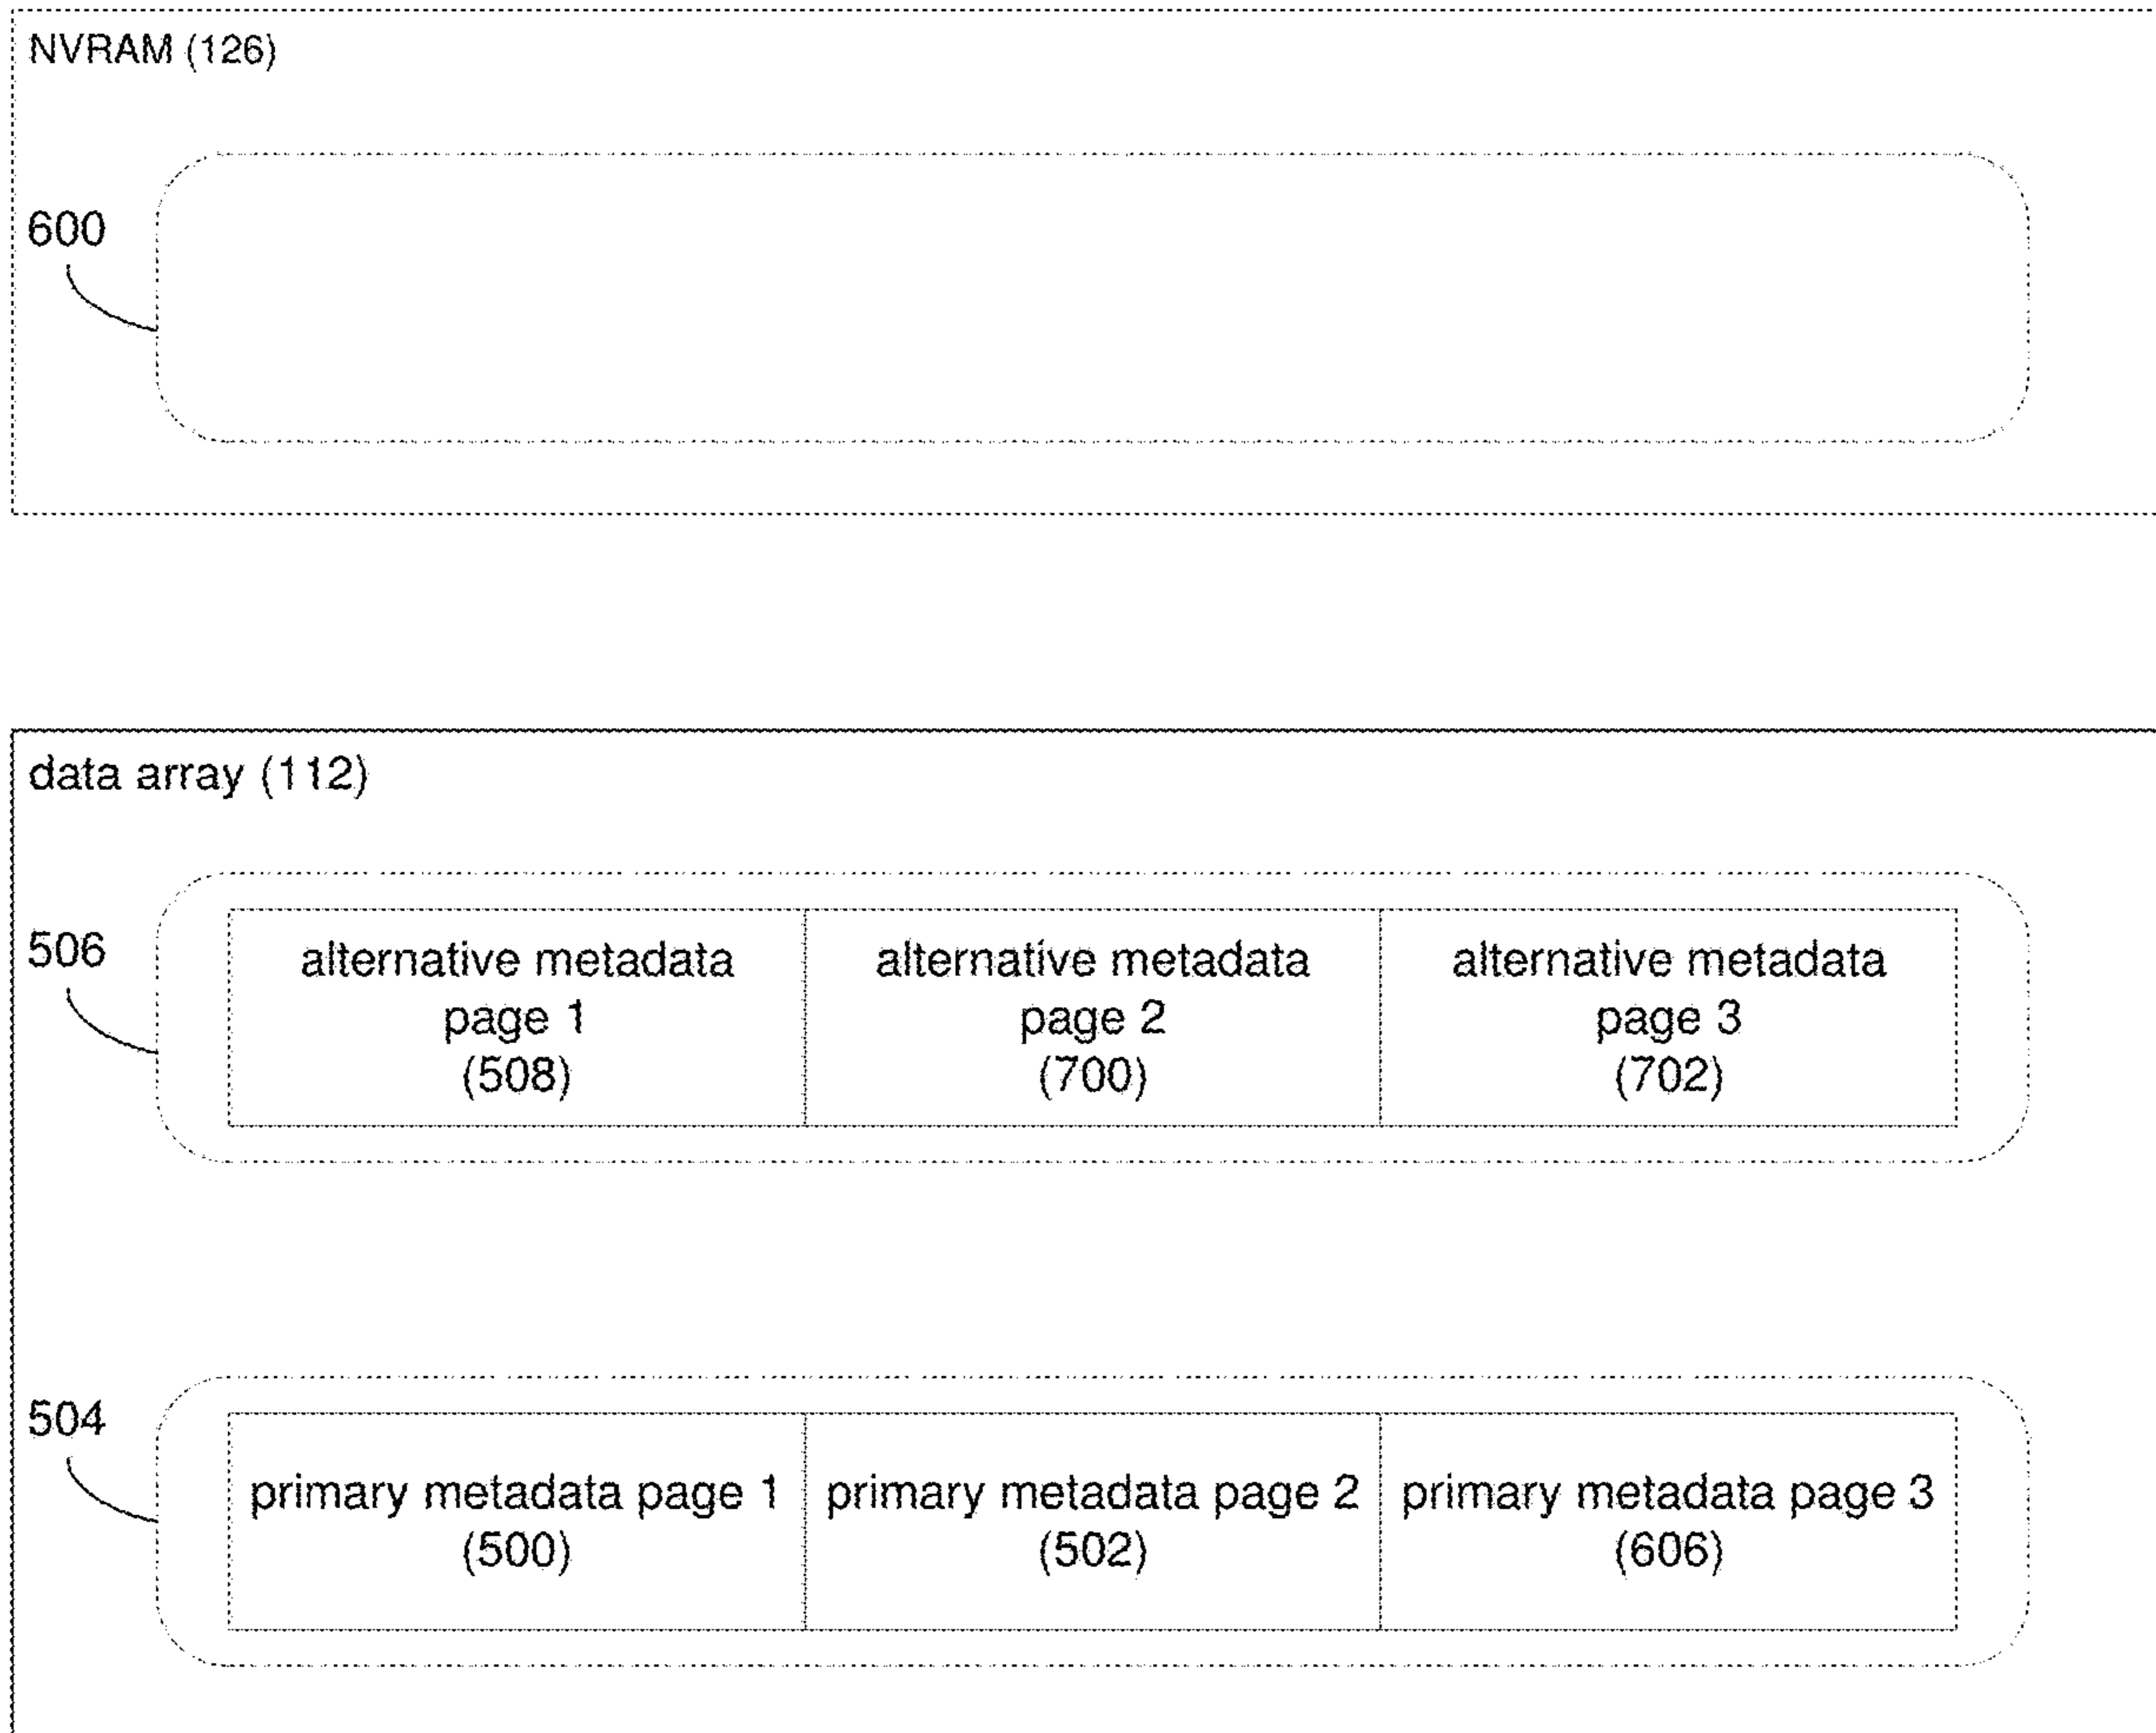 NVRAM (126)
600
data array (112)
506
alternative metadata
page 1
(508)
alternative metadata
page 2
(700)
alternative metadata
page 3
(702)
504
primary metadata page 1
(500)
primary metadata page 2
(502)
primary metadata page 3
(606)